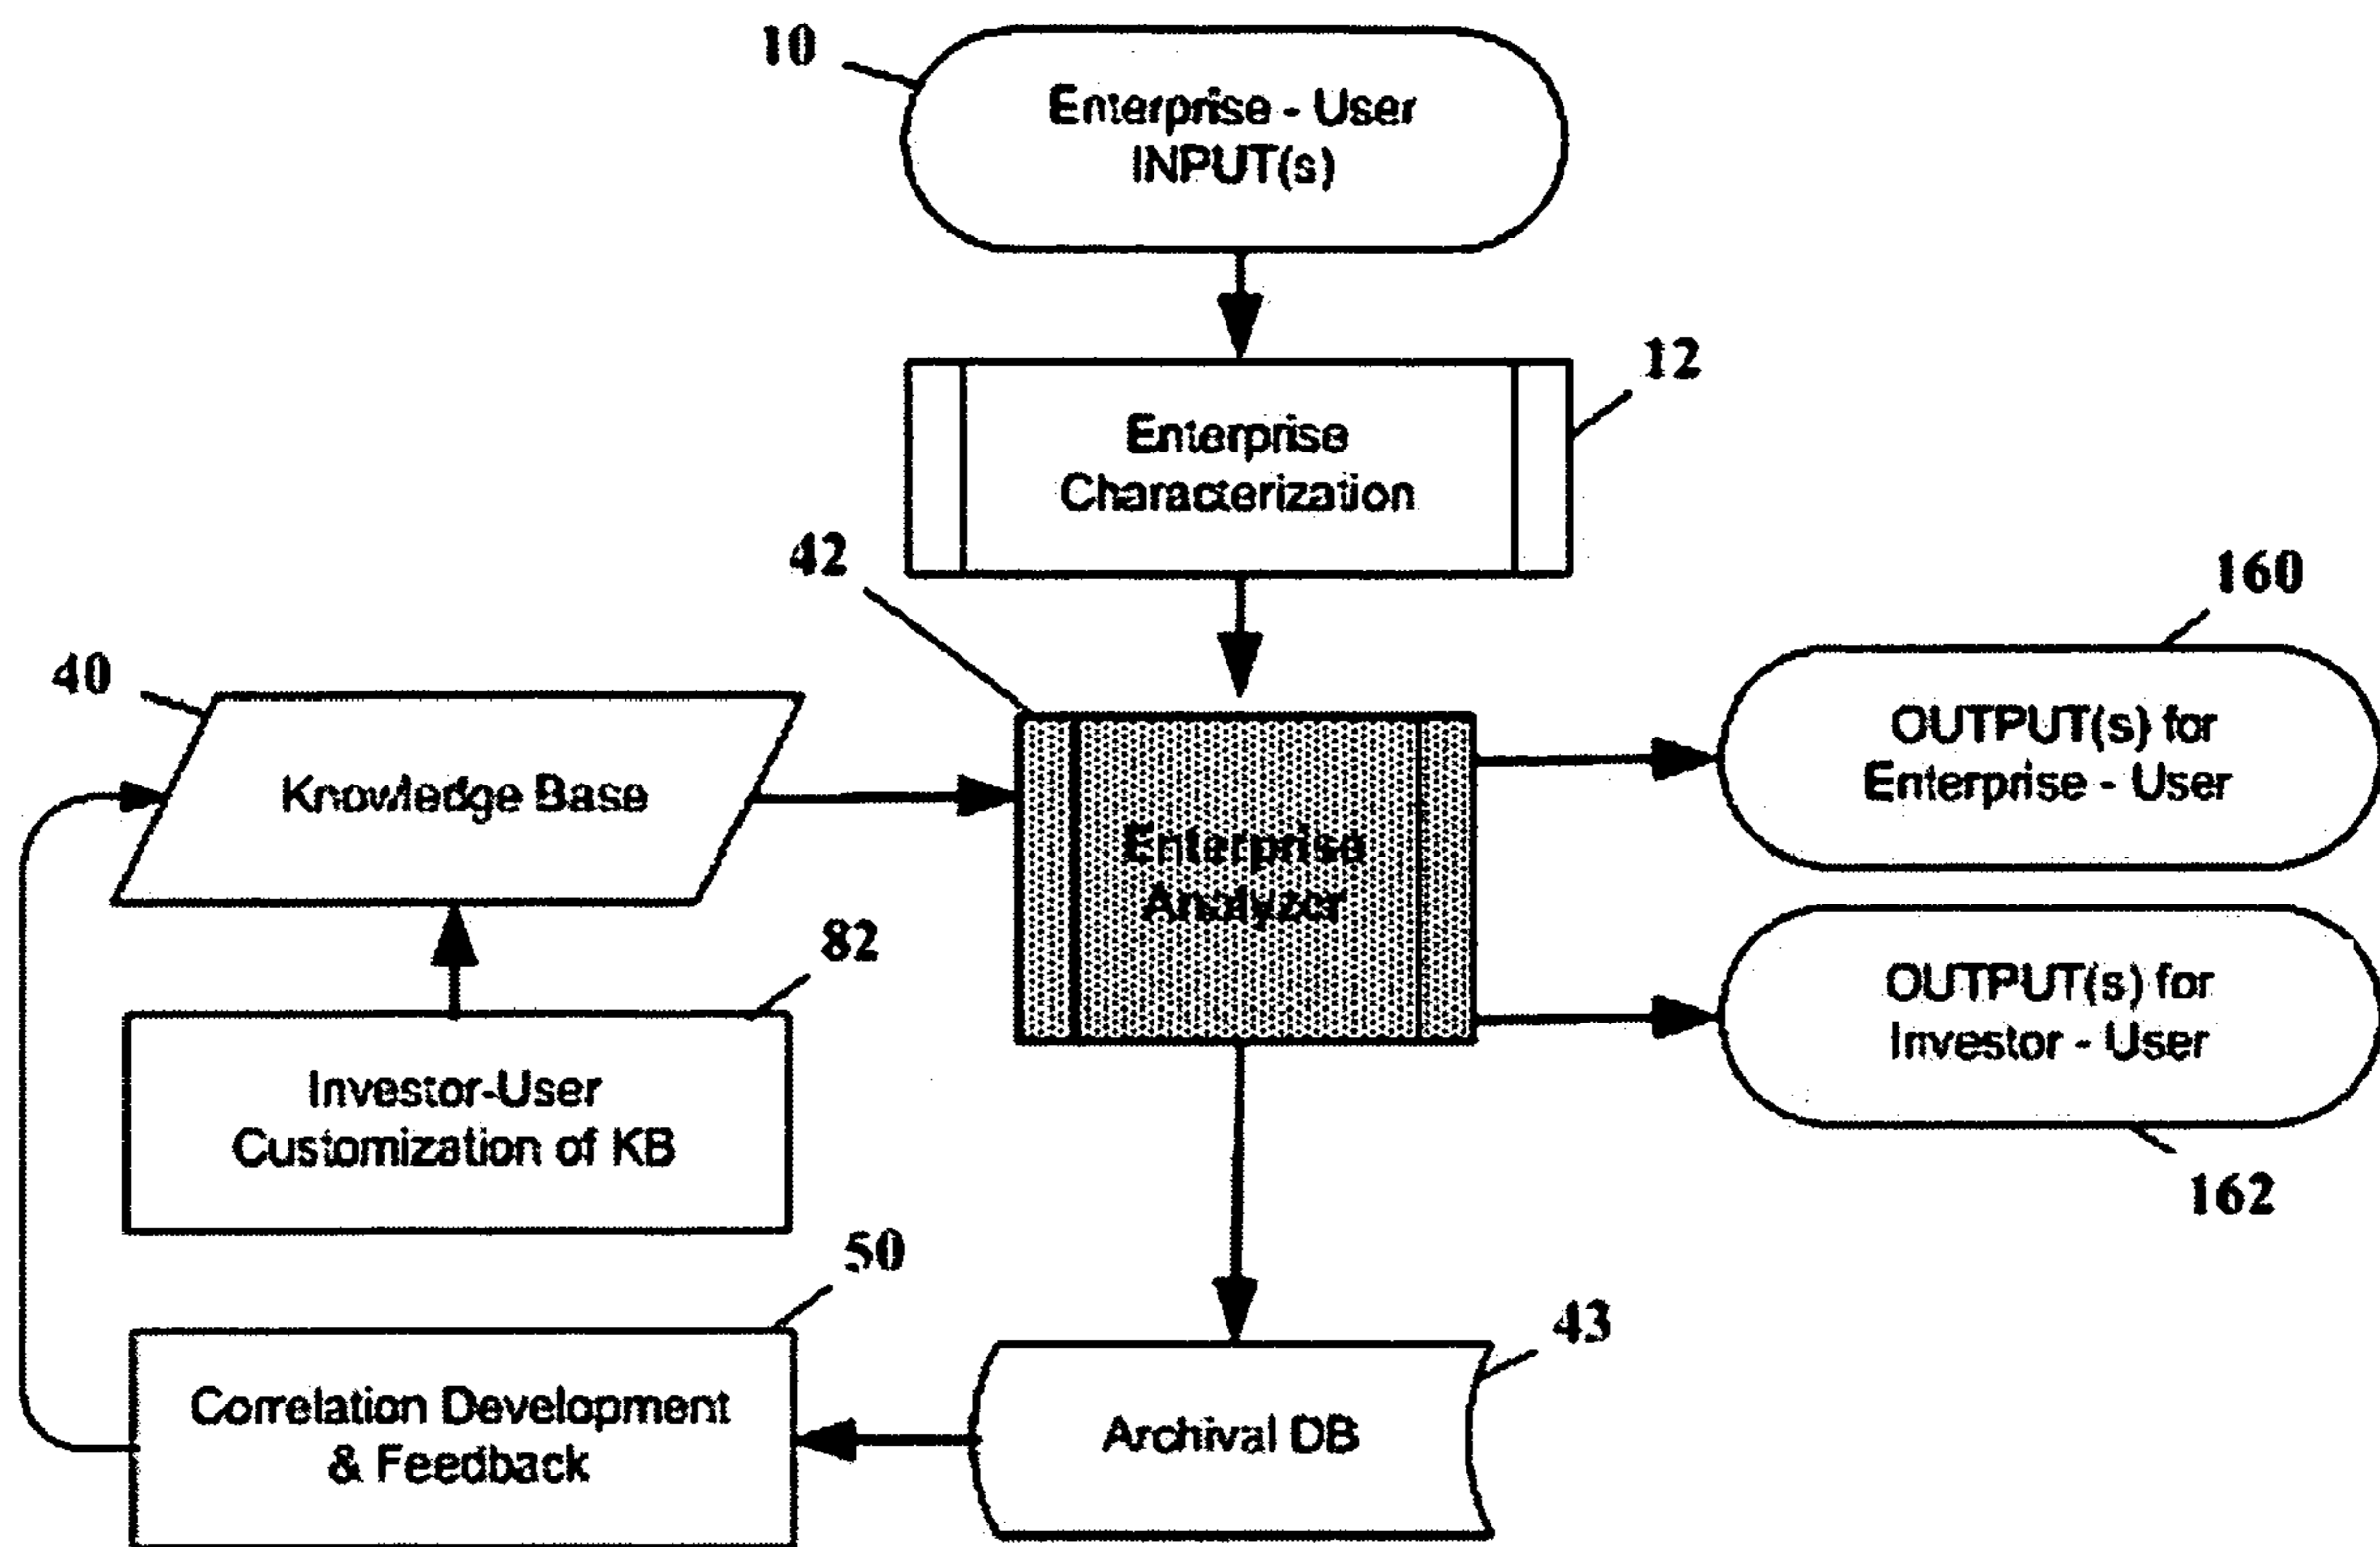 10
Enterprise - User
INPUT(s)
12
Enterprise
Characterization
42
160
40
OUTPUT(s) for
Enterprise - User
Knowledge Base
Enterprise
Analyzer
82
OUTPUT(s) for
Investor - User
Investor-User
Customization of KB
162
50
43
Correlation Development
& Feedback
Archival DB